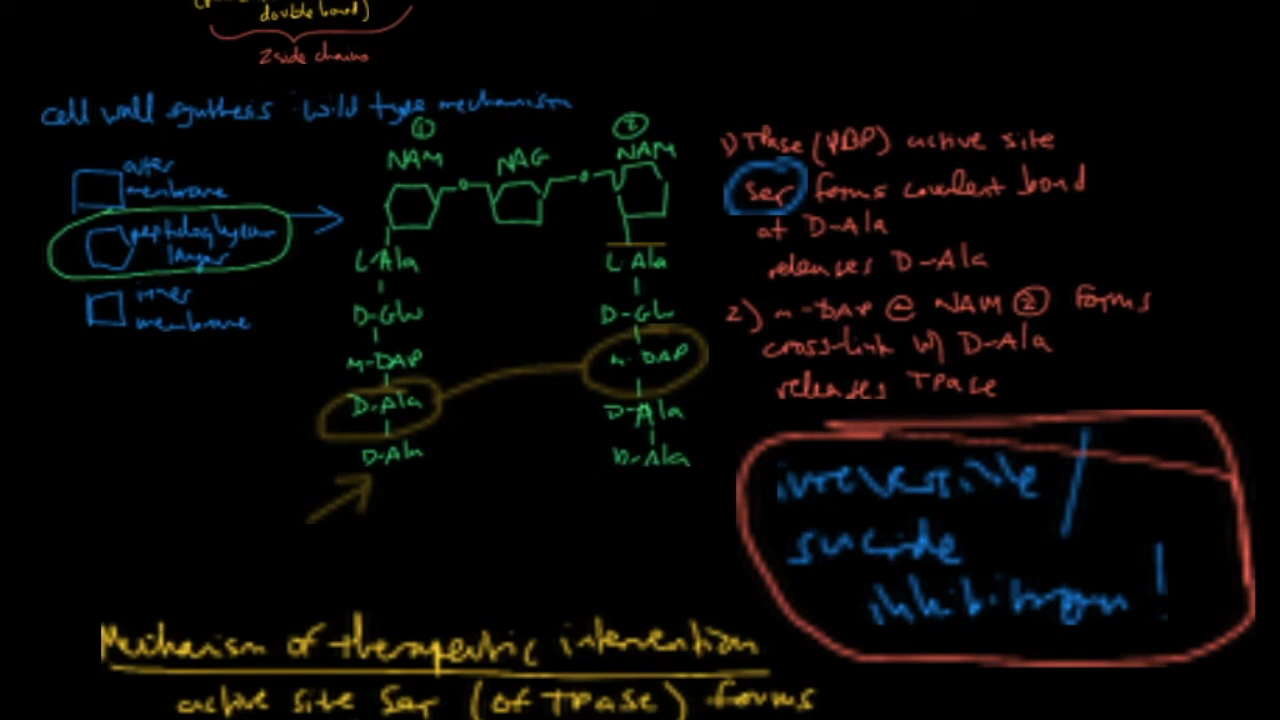 double bond)
2 side chains
cell wall synthesis : wild type mechanism
outer
membrane
peptidoglycan
layer
inner
membrane
① ②
NAM NAG NAM
o o
L-Ala L-Ala
D-Glu D-Glu
m-DAP m-DAP
D-Ala D-Ala
D-Ala D-Ala
1) TPase (PBP) active site
Ser forms covalent bond
at D-Ala
releases D-Ala
2) m-DAP @ NAM ② forms
cross-link w/ D-Ala
releases TPase
irreversible /
suicide
inhibition !
Mechanism of therapeutic intervention
active site Ser (of TPase) forms